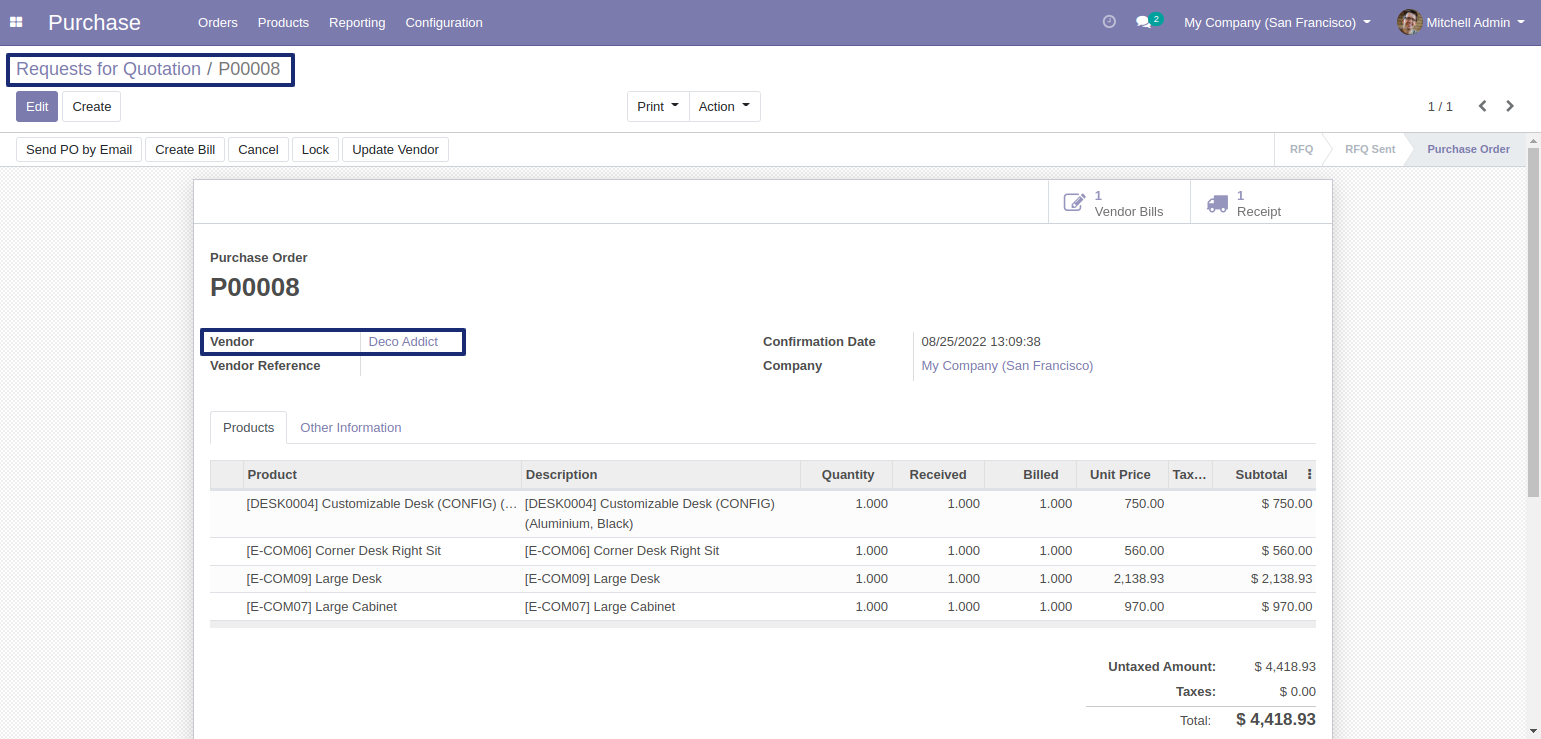 Purchase Orders Products Reporting Configuration 2 My Company (San Francisco) Mitchell Admin
Requests for Quotation / P00008
Edit Create Print Action 1 / 1
Send PO by Email Create Bill Cancel Lock Update Vendor RFQ RFQ Sent Purchase Order
1 Vendor Bills
1 Receipt
Purchase Order
P00008
Vendor Deco Addict Confirmation Date 08/25/2022 13:09:38
Vendor Reference Company My Company (San Francisco)
Products Other Information
Product Description Quantity Received Billed Unit Price Tax... Subtotal
[DESK0004] Customizable Desk (CONFIG) (... [DESK0004] Customizable Desk (CONFIG) 1.000 1.000 1.000 750.00 $ 750.00
(Aluminium, Black)
[E-COM06] Corner Desk Right Sit [E-COM06] Corner Desk Right Sit 1.000 1.000 1.000 560.00 $ 560.00
[E-COM09] Large Desk [E-COM09] Large Desk 1.000 1.000 1.000 2,138.93 $ 2,138.93
[E-COM07] Large Cabinet [E-COM07] Large Cabinet 1.000 1.000 1.000 970.00 $ 970.00
Untaxed Amount: $ 4,418.93
Taxes: $ 0.00
Total: $ 4,418.93